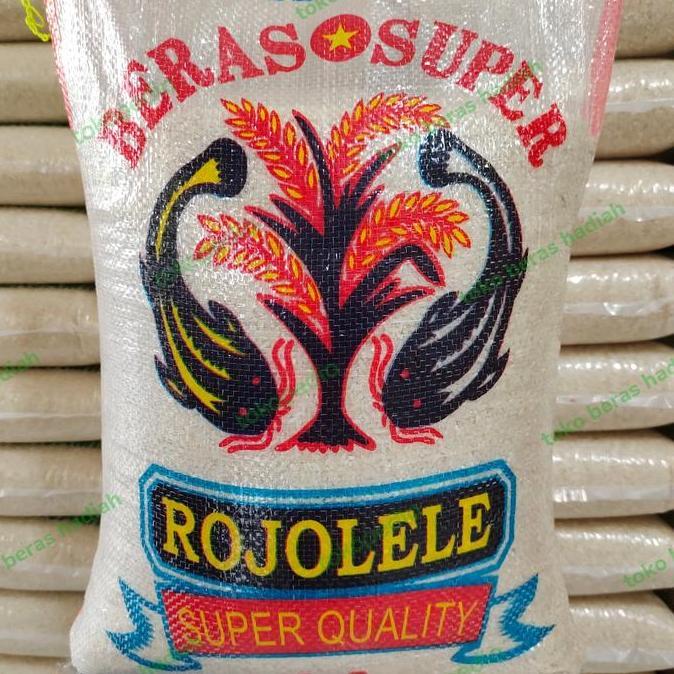 BERAS SUPER
ROJOLELE
SUPER QUALITY
toko beras hadiah